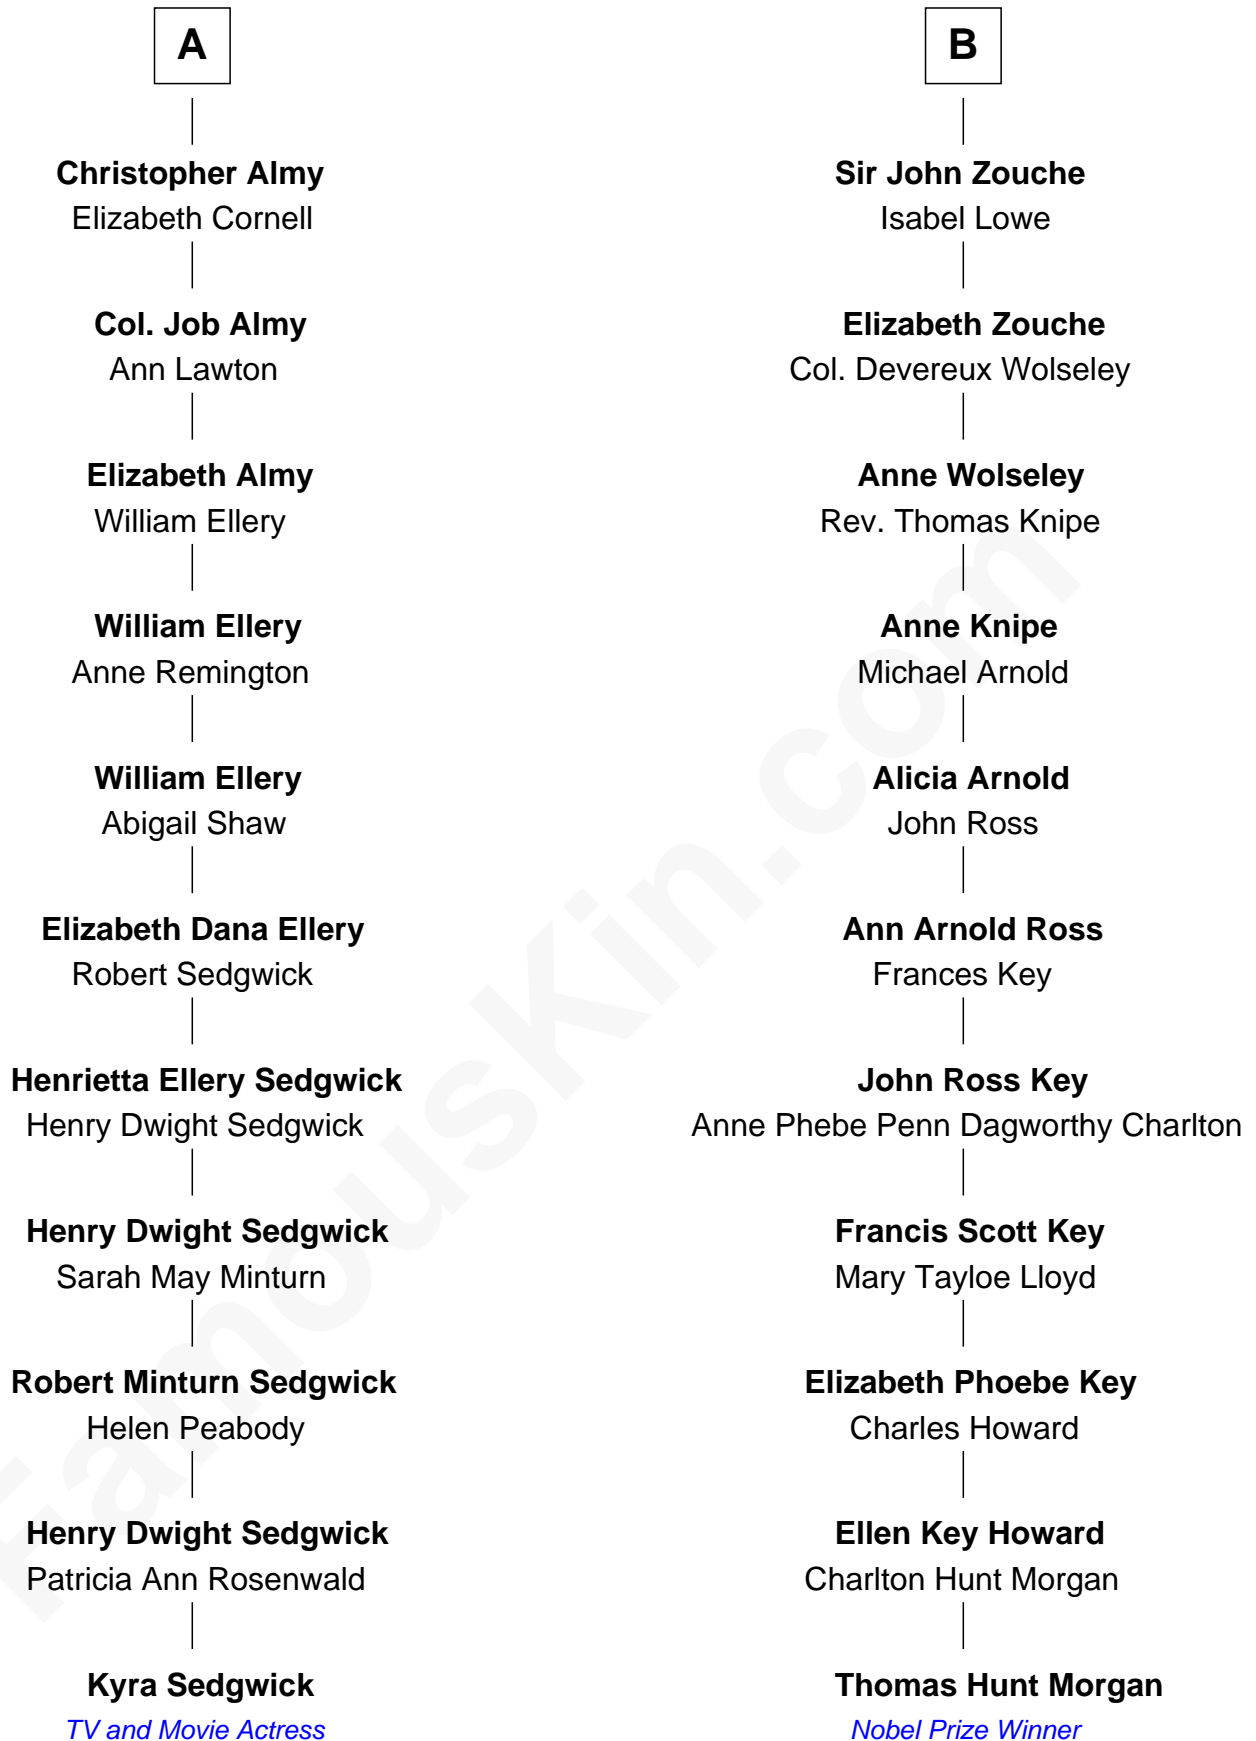 A
Christopher Almy
Elizabeth Cornell
Col. Job Almy
Ann Lawton
Elizabeth Almy
William Ellery
William Ellery
Anne Remington
William Ellery
Abigail Shaw
Elizabeth Dana Ellery
Robert Sedgwick
Henrietta Ellery Sedgwick
Henry Dwight Sedgwick
Henry Dwight Sedgwick
Sarah May Minturn
Robert Minturn Sedgwick
Helen Peabody
Henry Dwight Sedgwick
Patricia Ann Rosenwald
Kyra Sedgwick
TV and Movie Actress
B
Sir John Zouche
Isabel Lowe
Elizabeth Zouche
Col. Devereux Wolseley
Anne Wolseley
Rev. Thomas Knipe
Anne Knipe
Michael Arnold
Alicia Arnold
John Ross
Ann Arnold Ross
Frances Key
John Ross Key
Anne Phebe Penn Dagworthy Charlton
Francis Scott Key
Mary Tayloe Lloyd
Elizabeth Phoebe Key
Charles Howard
Ellen Key Howard
Charlton Hunt Morgan
Thomas Hunt Morgan
Nobel Prize Winner
FamousKin.com